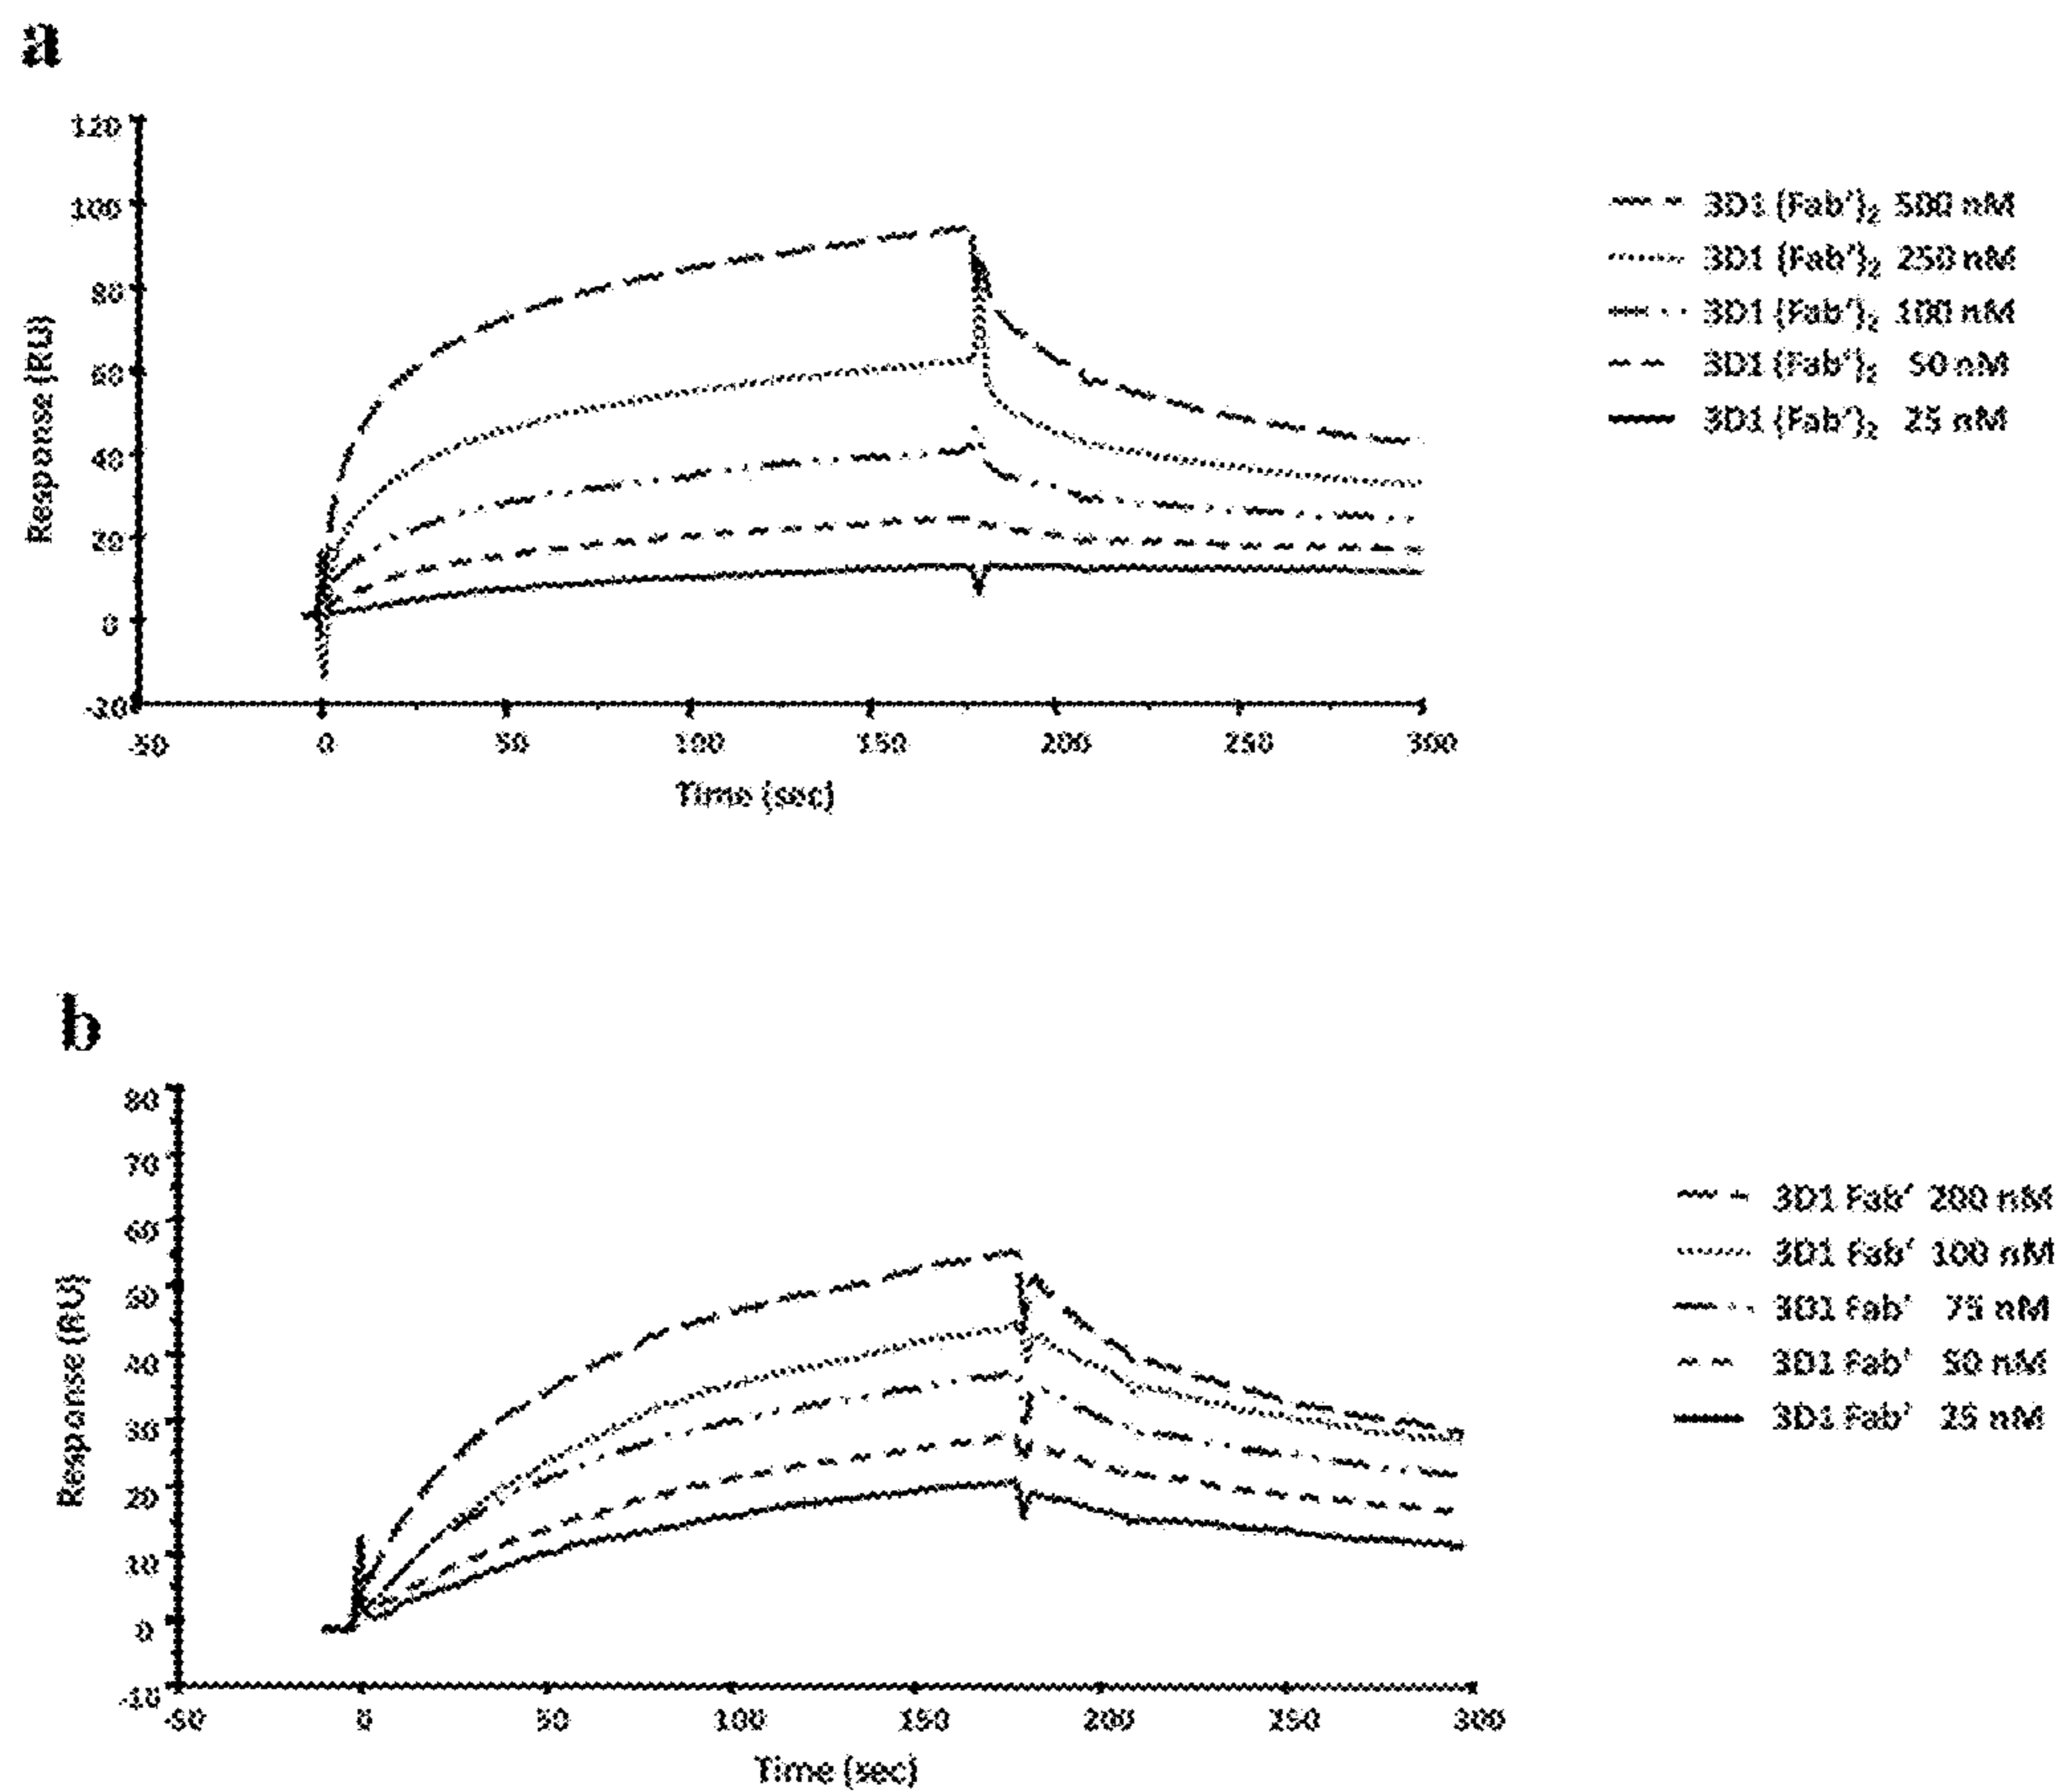 a
120
100
80
60
40
20
0
-20
Response (RU)
-50 0 50 100 150 200 250 300
Time (sec)
3D1 (Fab')2 500 nM
3D1 (Fab')2 250 nM
3D1 (Fab')2 100 nM
3D1 (Fab')2 50 nM
3D1 (Fab')2 25 nM
b
80
70
60
50
40
30
20
10
0
-10
Response (RU)
-50 0 50 100 150 200 250 300
Time (sec)
3D1 Fab' 200 nM
3D1 Fab' 100 nM
3D1 Fab' 75 nM
3D1 Fab' 50 nM
3D1 Fab' 25 nM